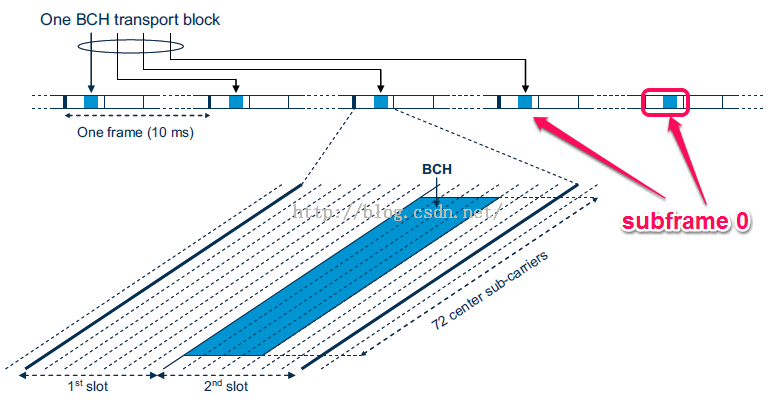 One BCH transport block
One frame (10 ms)
subframe 0
BCH
http://blog.csdn.net/
72 center sub-carriers
1st slot
2nd slot